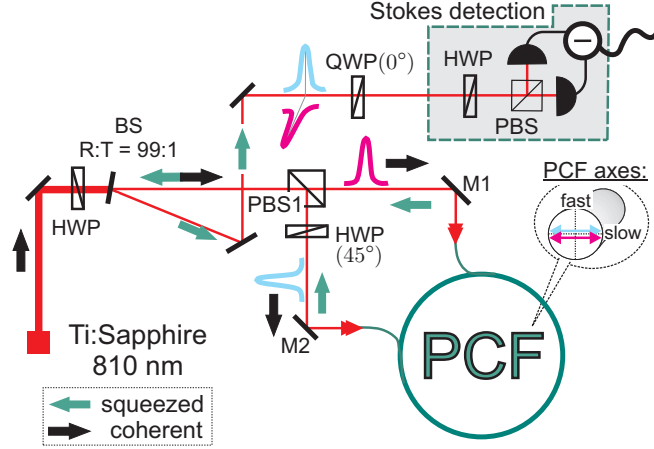 Stokes detection
QWP(0°)
HWP
PBS
BS
R:T = 99:1
HWP
PBS1
M1
PCF axes:
fast
slow
HWP
(45°)
M2
PCF
Ti:Sapphire
810 nm
squeezed
coherent